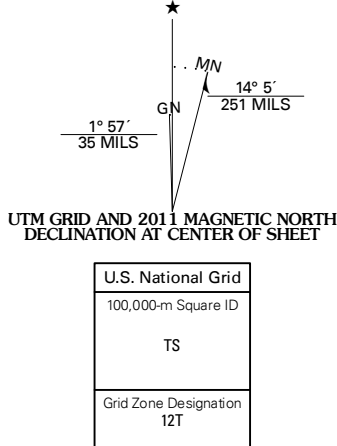 MN
14° 5´
251 MILS
GN
1° 57´
35 MILS
UTM GRID AND 2011 MAGNETIC NORTH
DECLINATION AT CENTER OF SHEET
U.S. National Grid
100,000-m Square ID
TS
Grid Zone Designation
12T